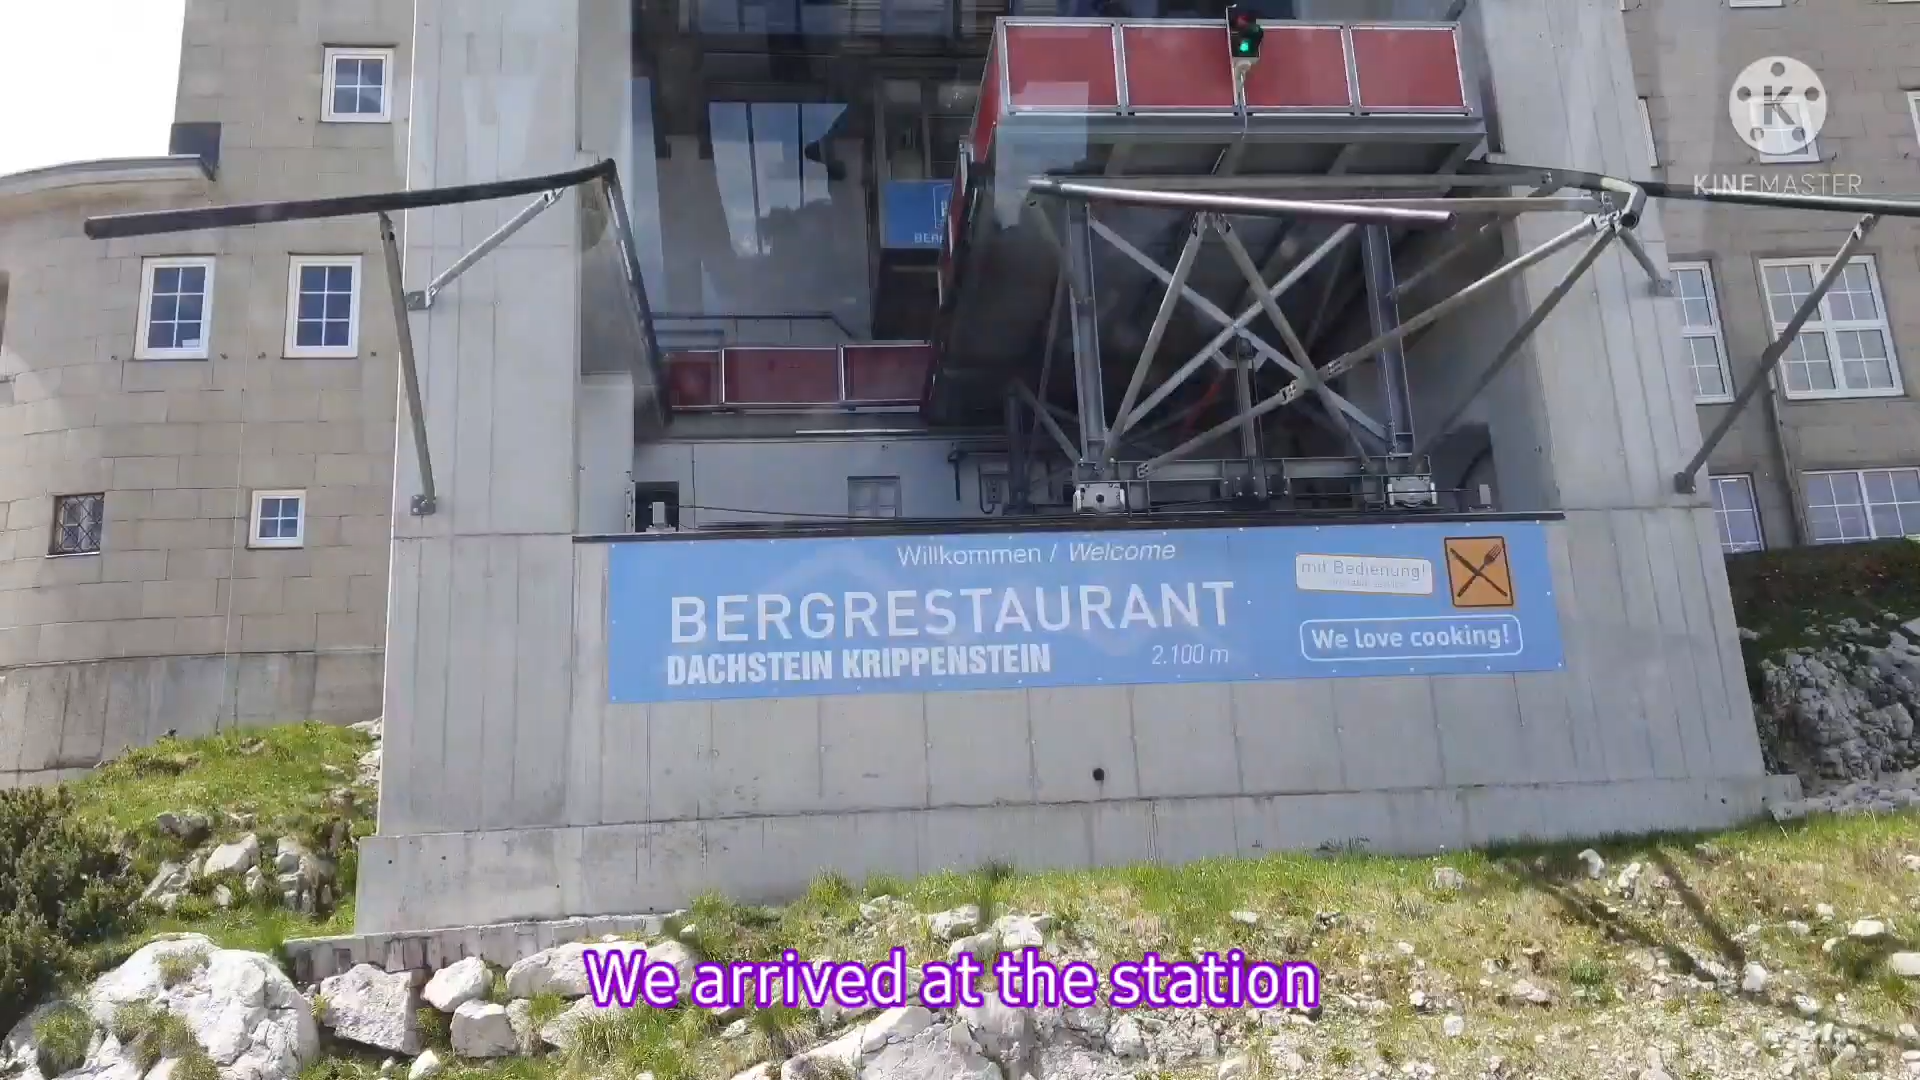 K
KINEMASTER
Willkommen / Welcome
BERGRESTAURANT
DACHSTEIN KRIPPENSTEIN
2.100 m
mit Bedienung!
We love cooking!
We arrived at the station